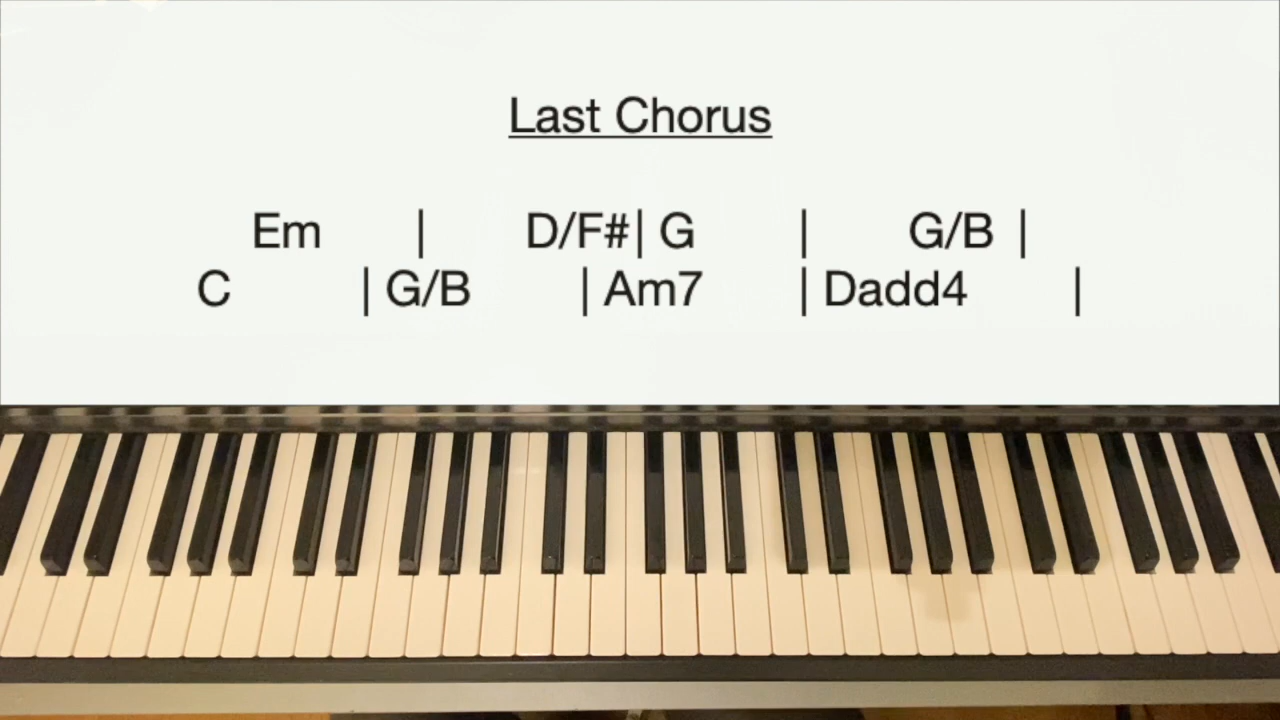 Last Chorus
Em | D/F#| G | G/B |
C | G/B | Am7 | Dadd4 |